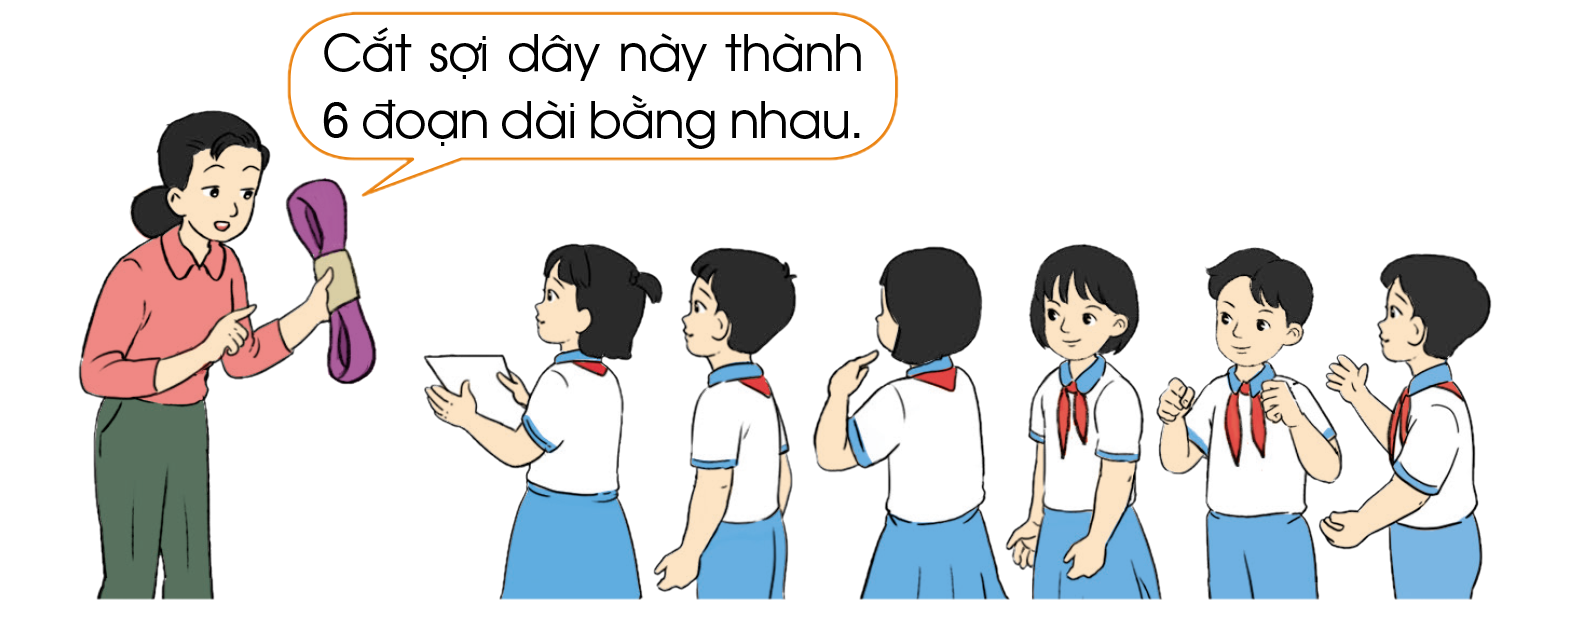 Cắt sợi dây này thành
6 đoạn dài bằng nhau.